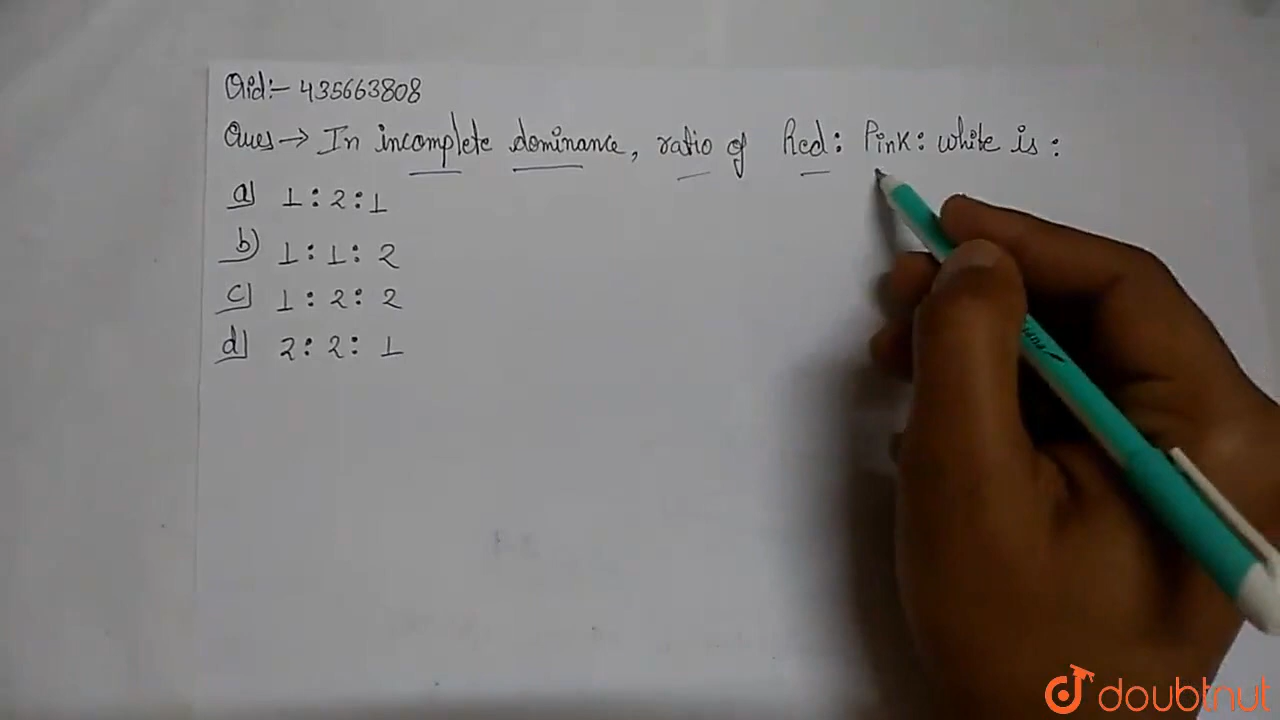 Qid:- 435663808
Ques → In incomplete dominance, ratio of Red: Pink: white is:
a) 1:2:1
b) 1:1:2
c) 1:2:2
d) 2:2:1
doubtnut